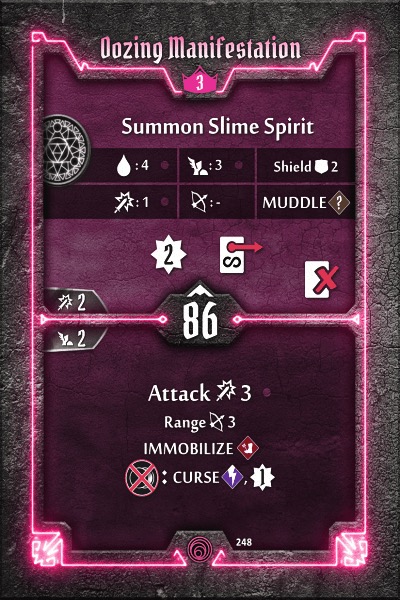 Oozing Manifestation
3
Summon Slime Spirit
: 4 : 3 Shield 2
: 1 : - MUDDLE ?
2
2
86
2
Attack 3
Range 3
IMMOBILIZE
: CURSE , 1
248